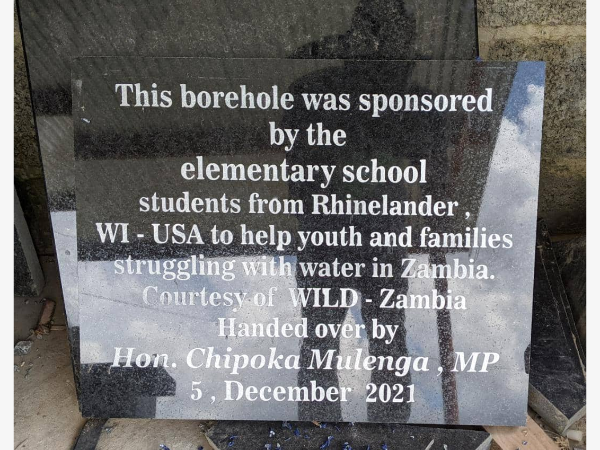 This borehole was sponsored
by the
elementary school
students from Rhinelander ,
WI - USA to help youth and families
struggling with water in Zambia.
Courtesy of WILD - Zambia
Handed over by
Hon. Chipoka Mulenga , MP
5 , December 2021